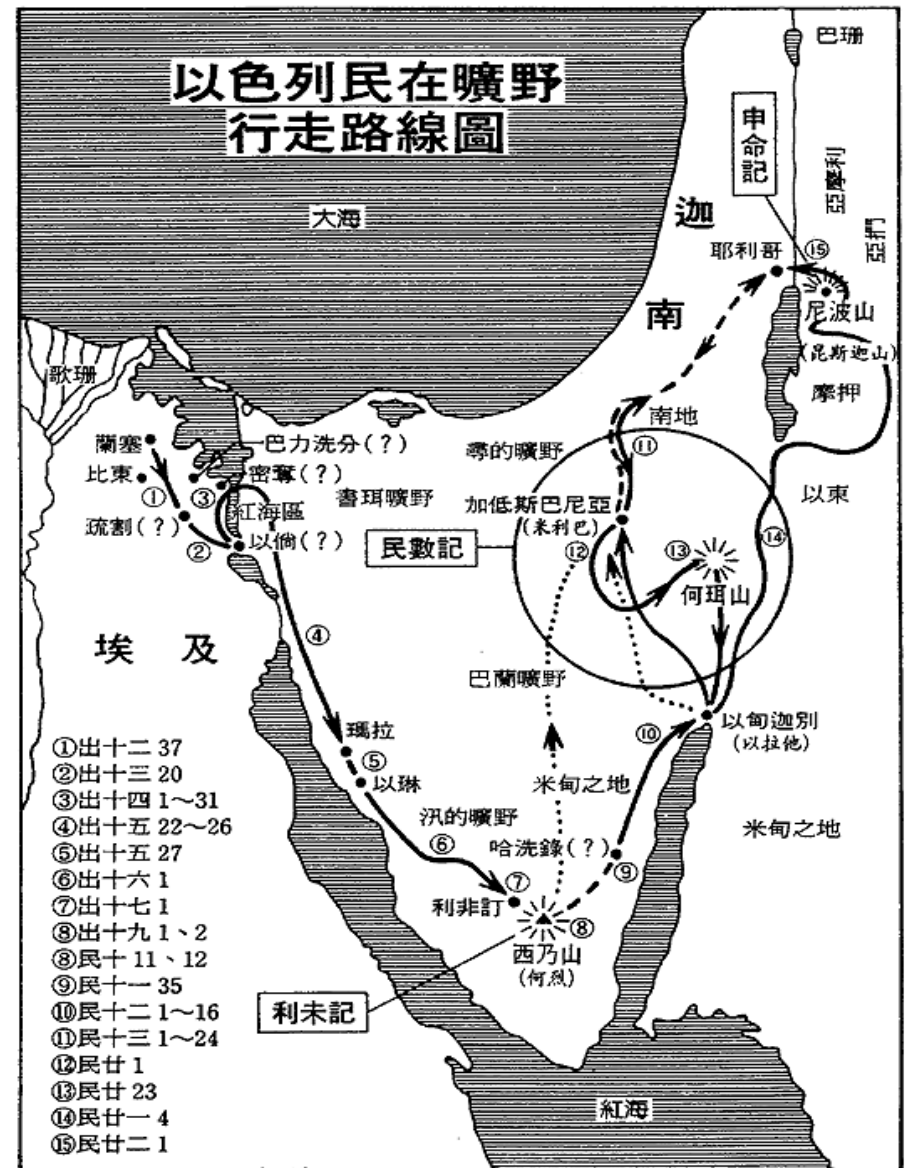 以色列民在曠野
行走路線圖
巴珊
申命記
亞摩利
亞捫
大海
迦
南
耶利哥
⑮
尼波山
(毘斯迦山)
摩押
歌珊
蘭塞
巴力洗分(?)
南地
比東
密奪(?)
尋的曠野
⑪
①
③
書珥曠野
以東
疏割(?)
紅海區
加低斯巴尼亞
(米利巴)
②
以倘(?)
民數記
⑫
⑬
⑭
何珥山
④
埃及
巴蘭曠野
瑪拉
⑩
以甸迦別
(以拉他)
⑤
以琳
米甸之地
汛的曠野
米甸之地
⑥
哈洗錄(?)
⑨
⑦
利非訂
⑧
西乃山
(何烈)
利未記
紅海
①出十二 37
②出十三 20
③出十四 1～31
④出十五 22～26
⑤出十五 27
⑥出十六 1
⑦出十七 1
⑧出十九 1、2
⑧民十 11、12
⑨民十一 35
⑩民十二 1～16
⑪民十三 1～24
⑫民廿 1
⑬民廿 23
⑭民廿一 4
⑮民廿二 1